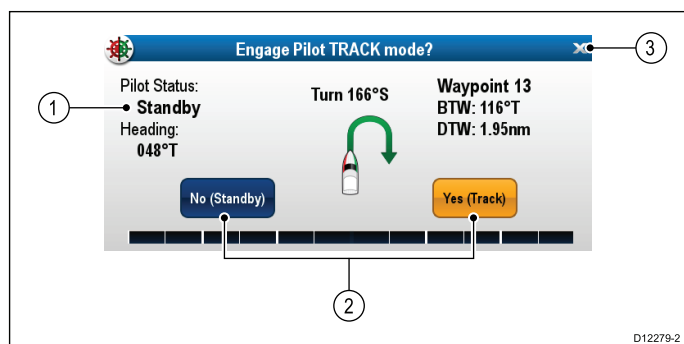 Engage Pilot TRACK mode?
3
Pilot Status:
Standby
Heading:
048°T
1
Turn 166°S
Waypoint 13
BTW: 116°T
DTW: 1.95nm
No (Standby)
Yes (Track)
2
D12279-2